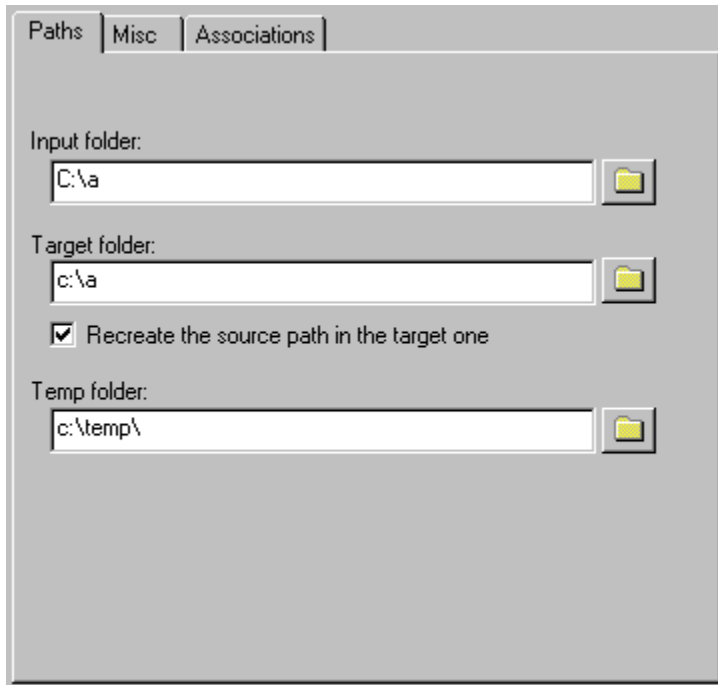 Paths Misc Associations
Input folder:
C:\a
Target folder:
c:\a
Recreate the source path in the target one
Temp folder:
c:\temp\